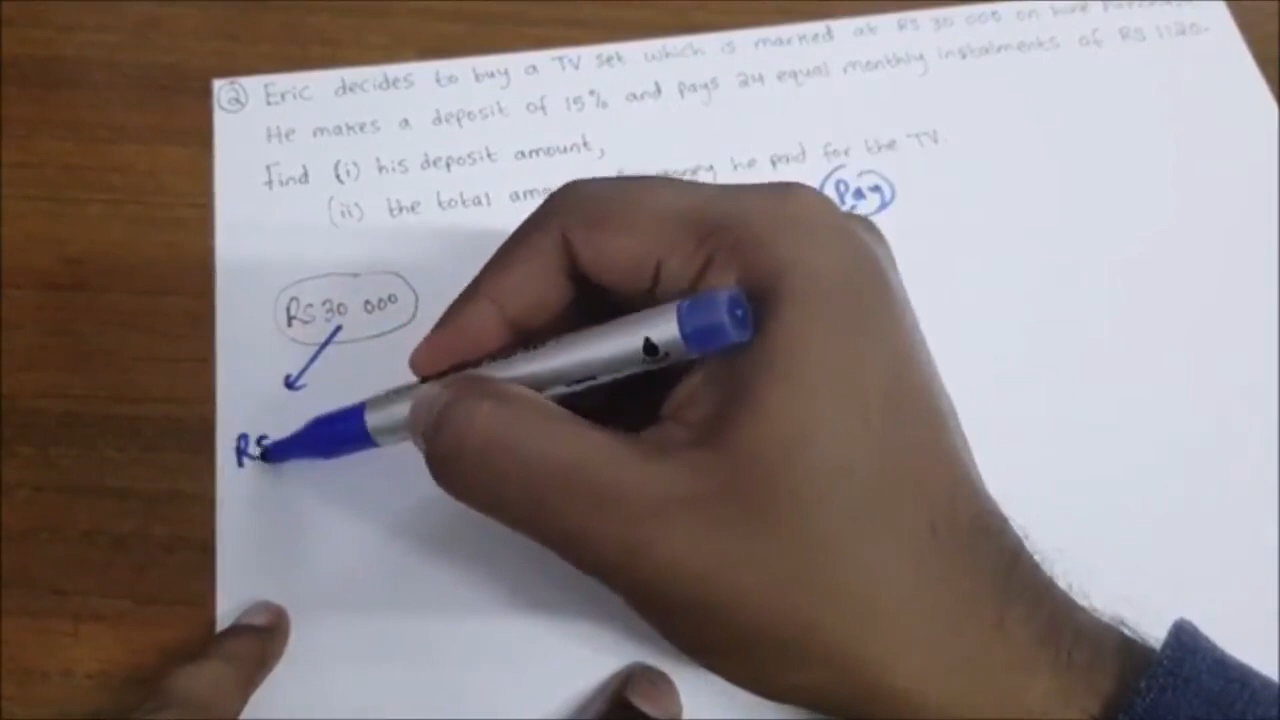 ② Eric decides to buy a TV set which is marked at RS 30 000 on hire
He makes a deposit of 15% and pays 24 equal monthly instalments of RS 1120.
Find (i) his deposit amount,
(ii) the total money he paid for the TV.
Pay
RS 30 000
RS